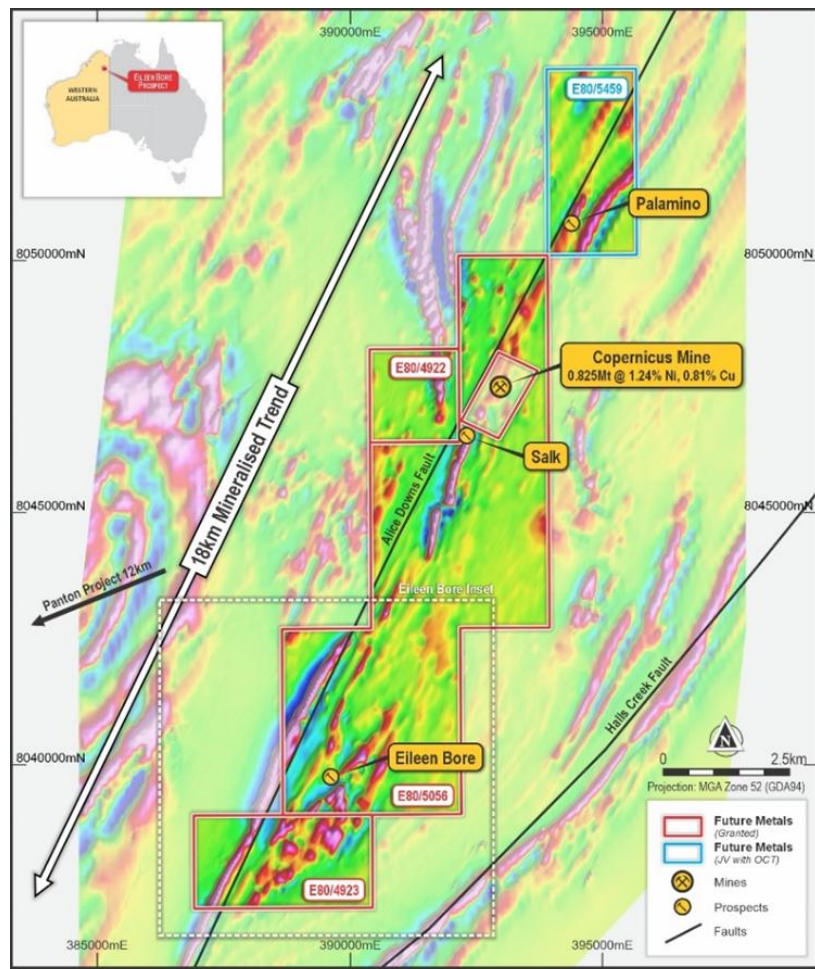 390000mE
395000mE
EILEEN BORE
PROSPECT
WESTERN
AUSTRALIA
E80/5459
Palamino
8050000mN
8050000mN
E80/4922
Copernicus Mine
0.825Mt @ 1.24% Ni, 0.81% Cu
Salk
18km Mineralised Trend
Alice Downs Fault
8045000mN
8045000mN
Panton Project 12km
Eileen Bore Inset
Halls Creek Fault
N
8040000mN
8040000mN
Eileen Bore
0
2.5km
Projection: MGA Zone 52 (GDA94)
E80/5056
E80/4923
Future Metals
(Granted)
Future Metals
(JV with OCT)
Mines
Prospects
Faults
385000mE
390000mE
395000mE